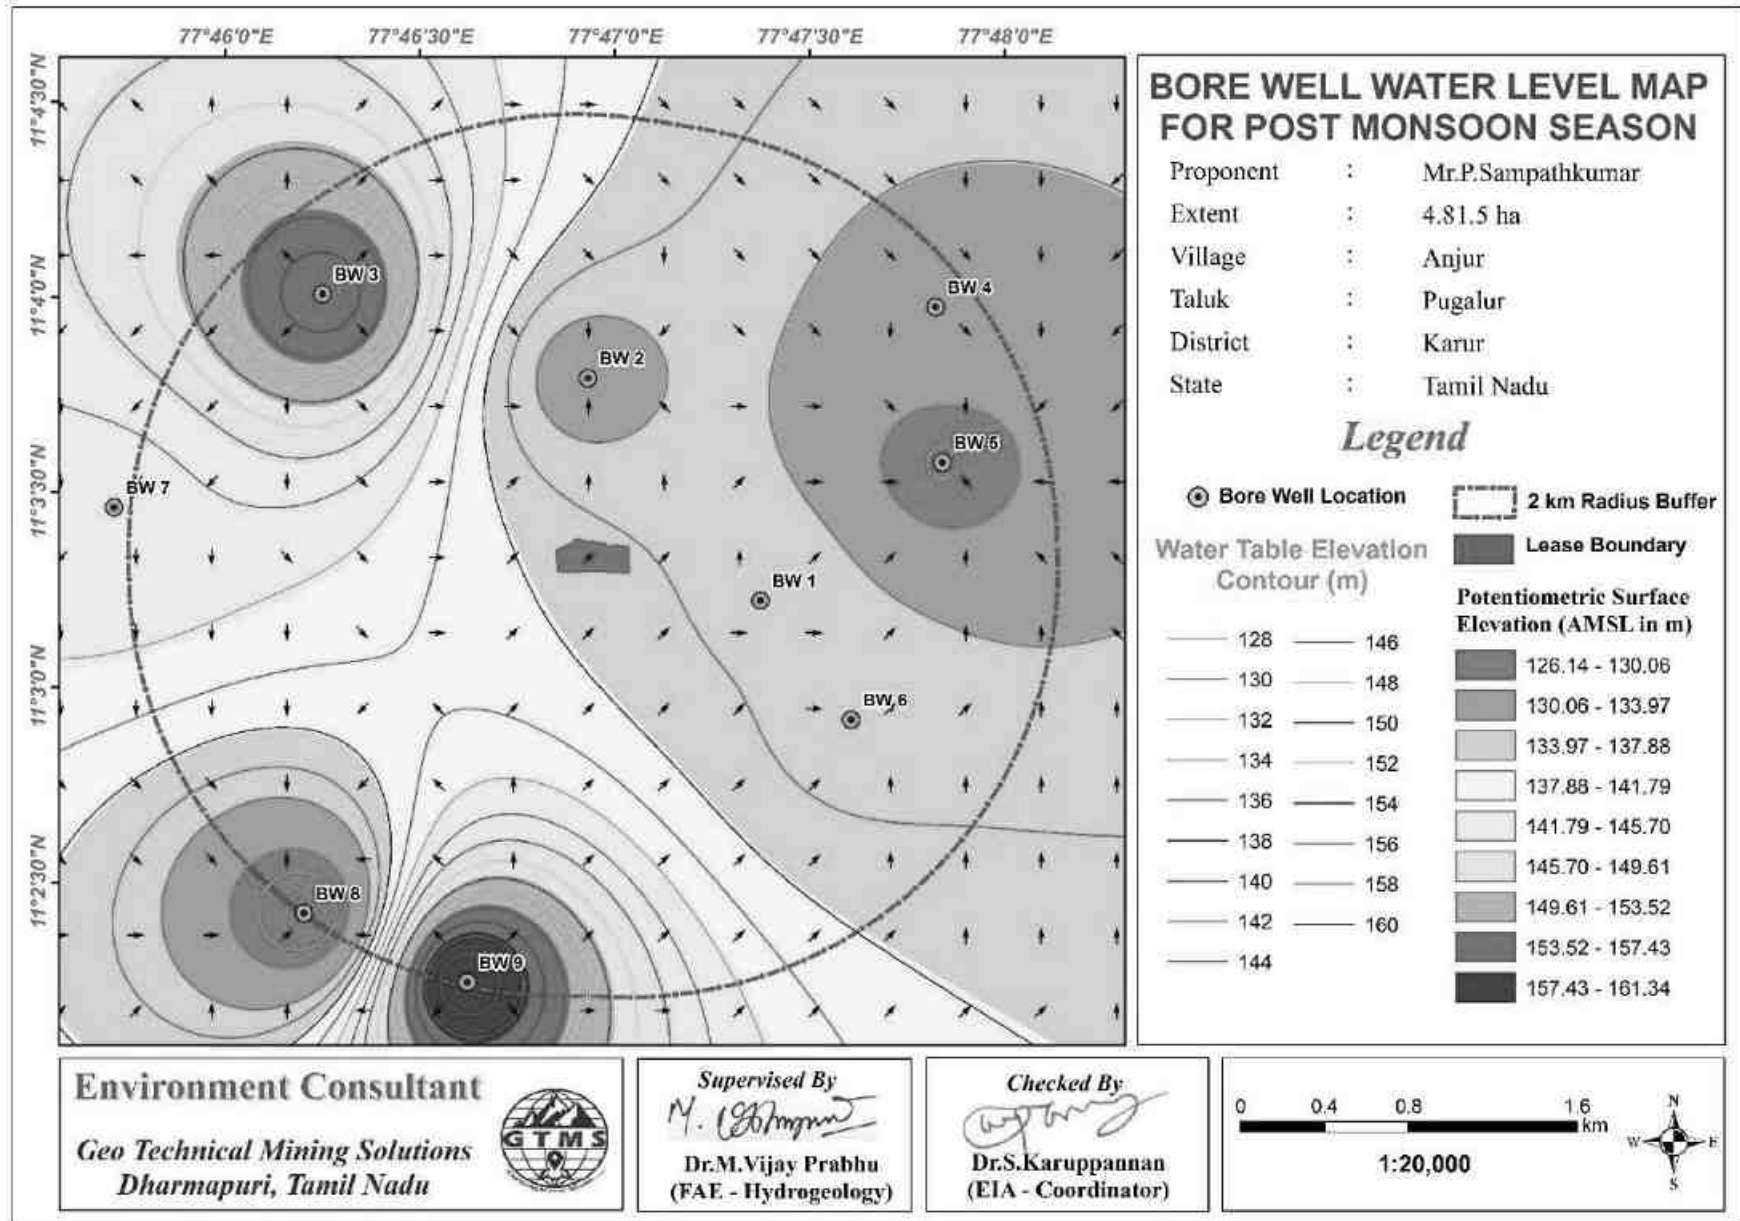 77°46'0"E 77°46'30"E 77°47'0"E 77°47'30"E 77°48'0"E
11°4'30"N
11°4'0"N
11°3'30"N
11°3'0"N
11°2'30"N
BW 3
BW 4
BW 2
BW 5
BW 7
BW 1
BW 6
BW 8
BW 9
BORE WELL WATER LEVEL MAP
FOR POST MONSOON SEASON
Proponent : Mr.P.Sampathkumar
Extent : 4.81.5 ha
Village : Anjur
Taluk : Pugalur
District : Karur
State : Tamil Nadu
Legend
Bore Well Location
2 km Radius Buffer
Lease Boundary
Water Table Elevation
Contour (m)
128 146
130 148
132 150
134 152
136 154
138 156
140 158
142 160
144
Potentiometric Surface
Elevation (AMSL in m)
126.14 - 130.06
130.06 - 133.97
133.97 - 137.88
137.88 - 141.79
141.79 - 145.70
145.70 - 149.61
149.61 - 153.52
153.52 - 157.43
157.43 - 161.34
Environment Consultant
Geo Technical Mining Solutions
Dharmapuri, Tamil Nadu
GTMS
Supervised By
Dr.M.Vijay Prabhu
(FAE - Hydrogeology)
Checked By
Dr.S.Karuppannan
(EIA - Coordinator)
0 0.4 0.8 1.6
km
1:20,000
N
W E
S